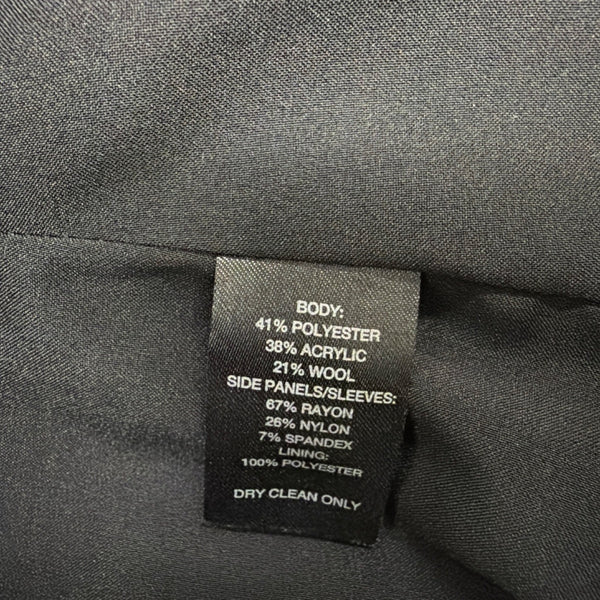 BODY:
41% POLYESTER
38% ACRYLIC
21% WOOL
SIDE PANELS/SLEEVES:
67% RAYON
26% NYLON
7% SPANDEX
LINING:
100% POLYESTER
DRY CLEAN ONLY